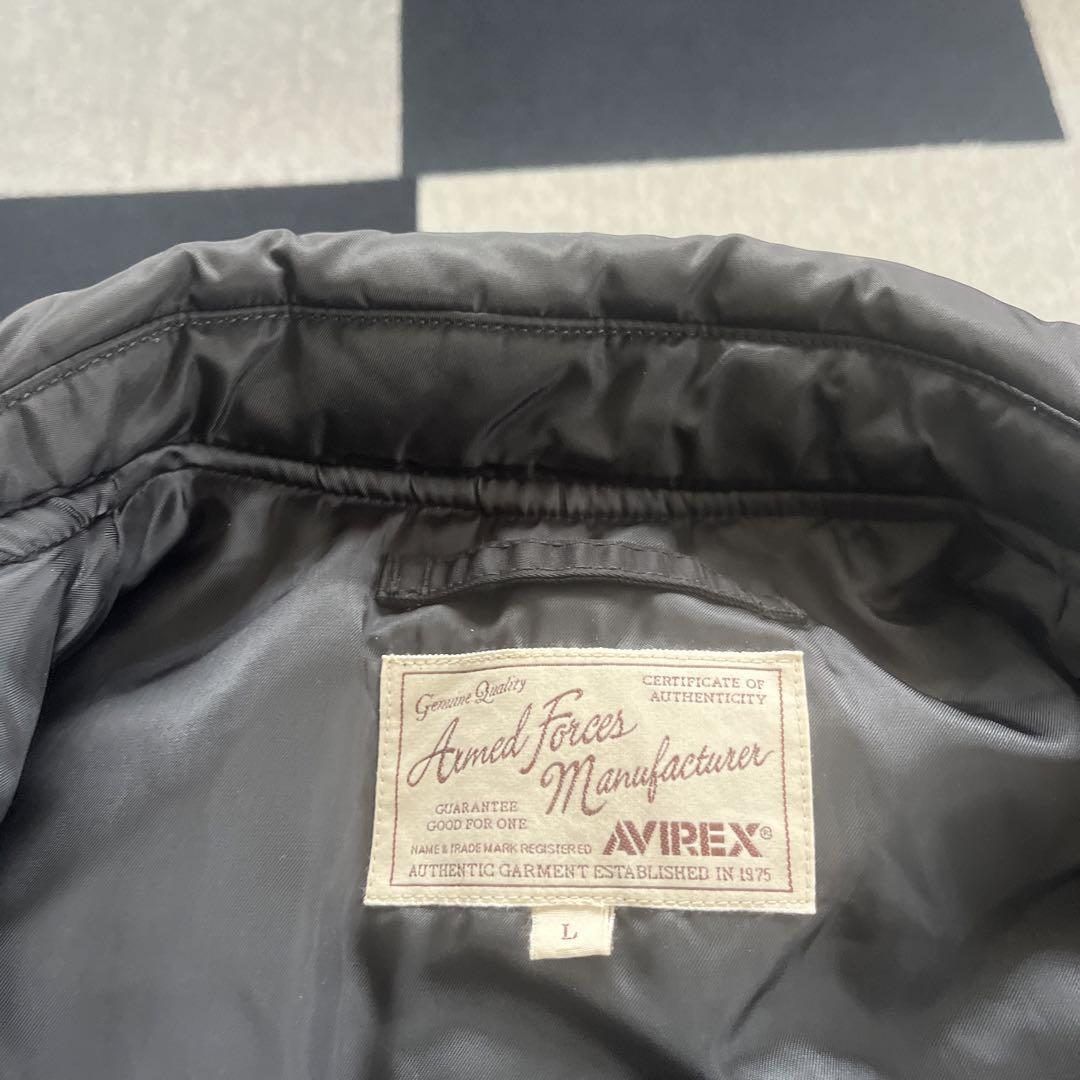 Genuine Quality
CERTIFICATE OF
AUTHENTICITY
Armed Forces
Manufacturer
GUARANTEE
GOOD FOR ONE
NAME & TRADE MARK REGISTERED
AVIREX®
AUTHENTIC GARMENT ESTABLISHED IN 1975
L